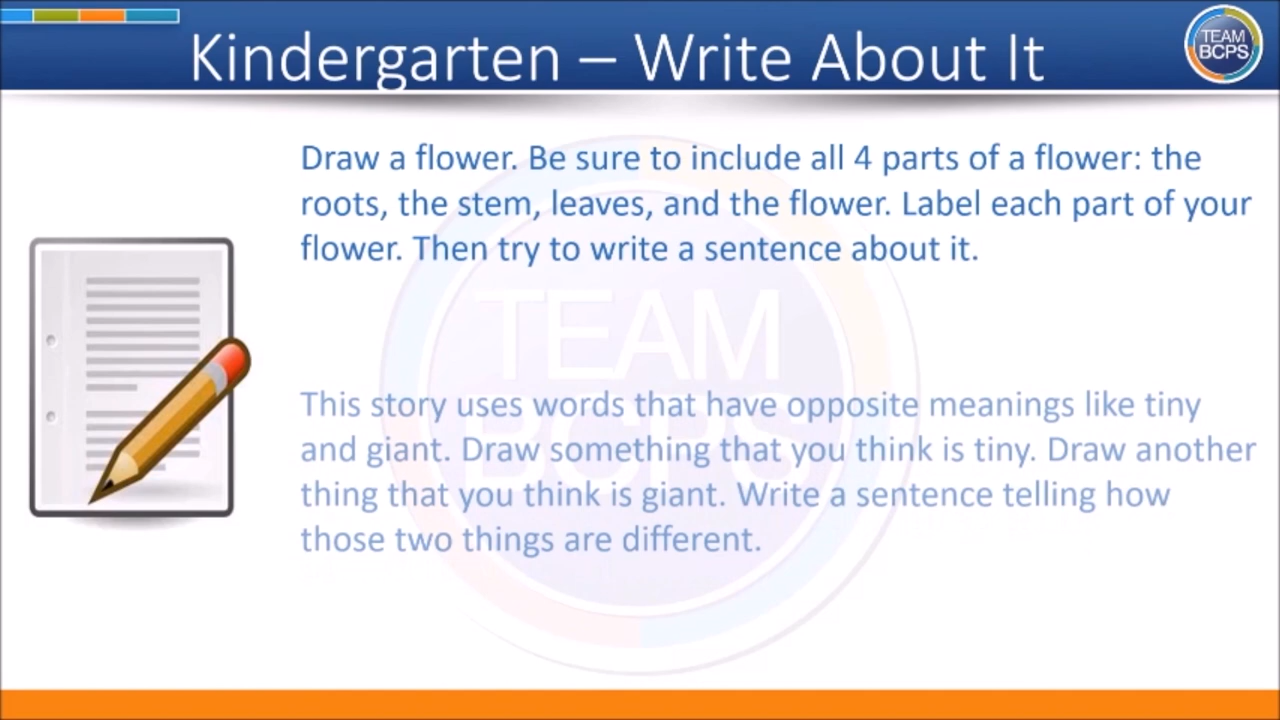 Kindergarten – Write About It
TEAM
BCPS
Draw a flower. Be sure to include all 4 parts of a flower: the
roots, the stem, leaves, and the flower. Label each part of your
flower. Then try to write a sentence about it.
TEAM
BCPS
This story uses words that have opposite meanings like tiny
and giant. Draw something that you think is tiny. Draw another
thing that you think is giant. Write a sentence telling how
those two things are different.